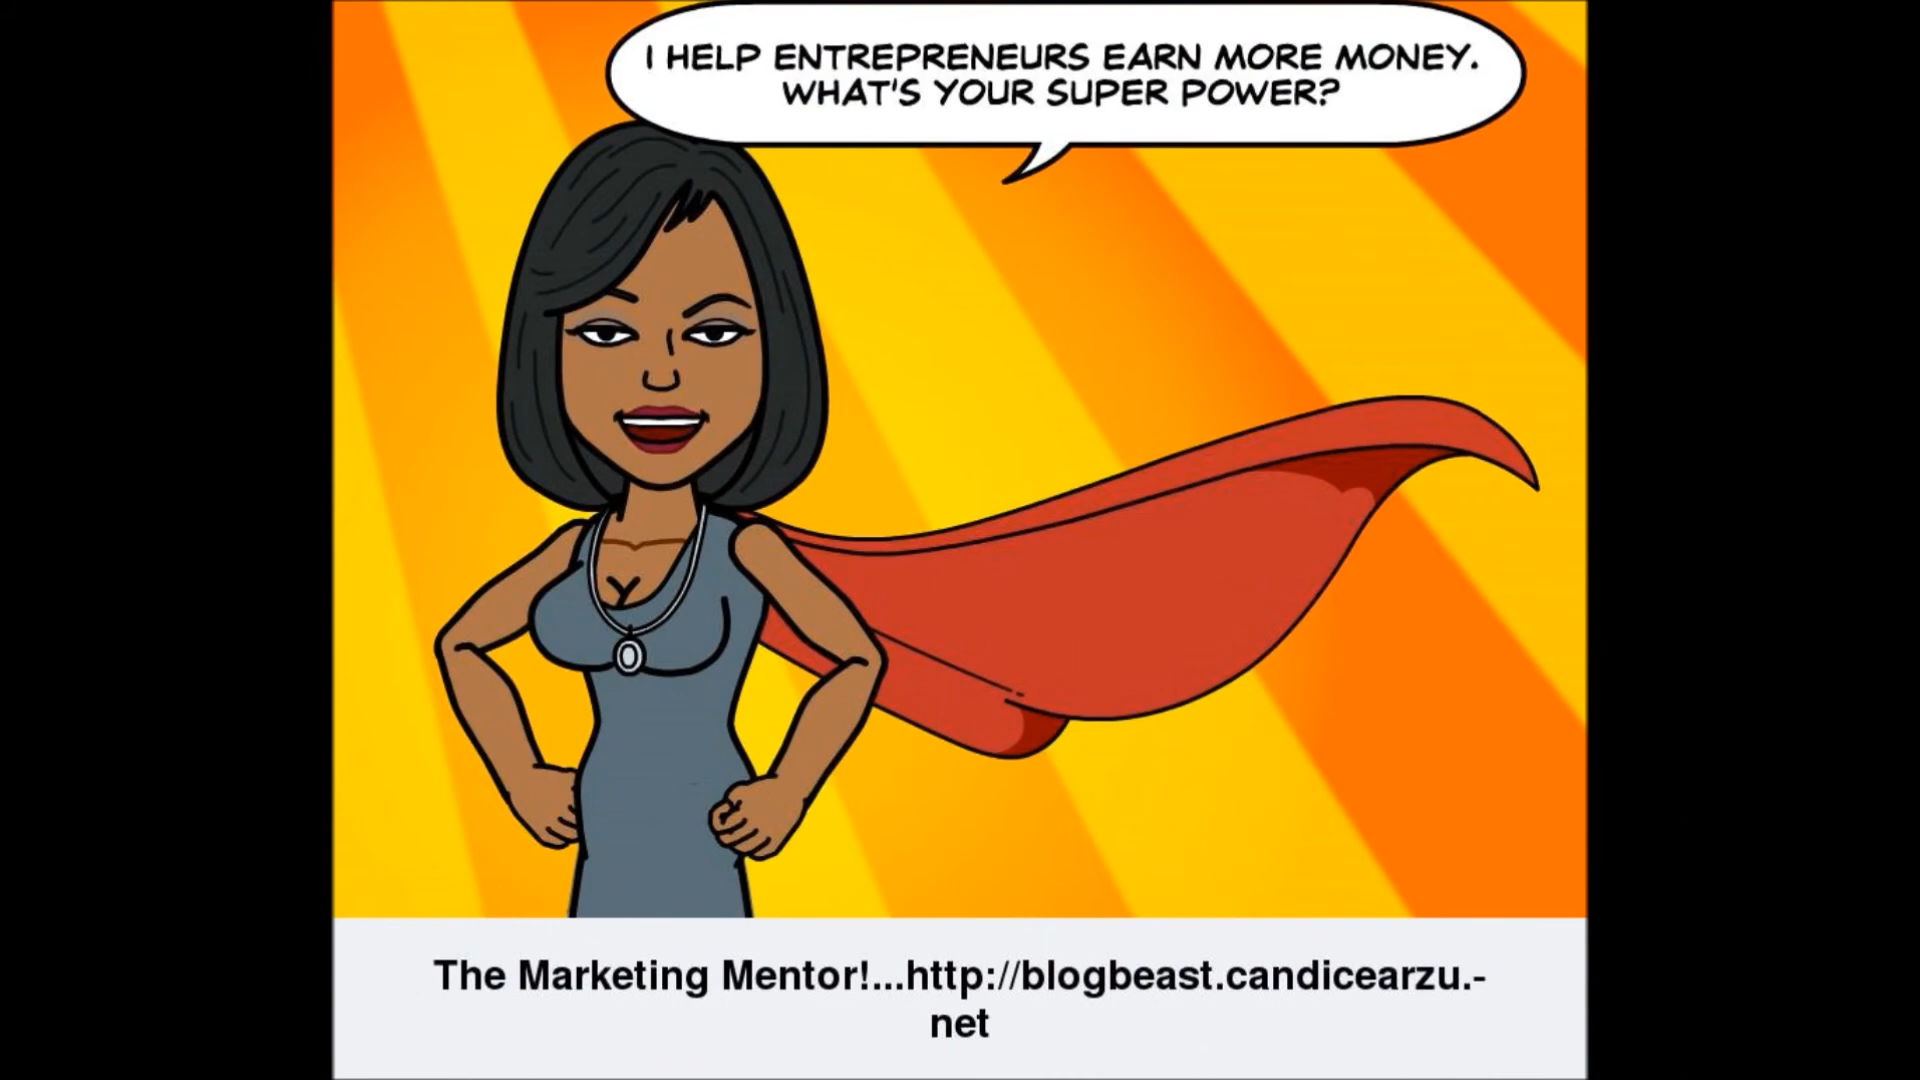 I HELP ENTREPRENEURS EARN MORE MONEY.
WHAT'S YOUR SUPER POWER?
The Marketing Mentor!...http://blogbeast.candicearzu.-
net